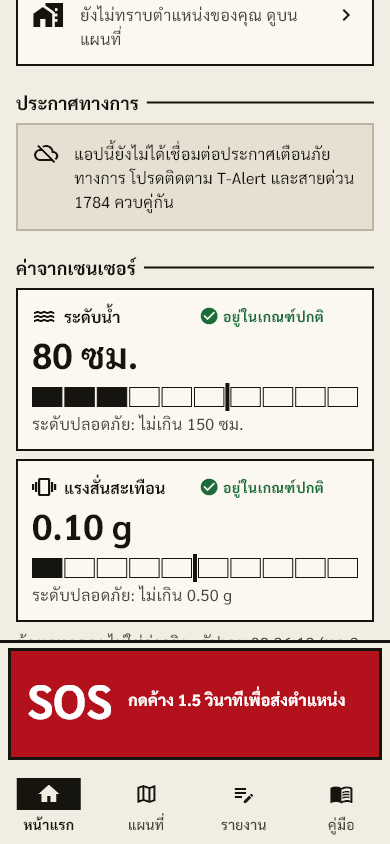 ยังไม่ทราบตำแหน่งของคุณ ดูบน
แผนที่
ประกาศทางการ
แอปนี้ยังไม่ได้เชื่อมต่อประกาศเตือนภัย
ทางการ โปรดติดตาม T-Alert และสายด่วน
1784 ควบคู่กัน
ค่าจากเซนเซอร์
ระดับน้ำ
อยู่ในเกณฑ์ปกติ
80 ซม.
ระดับปลอดภัย: ไม่เกิน 150 ซม.
แรงสั่นสะเทือน
อยู่ในเกณฑ์ปกติ
0.10 g
ระดับปลอดภัย: ไม่เกิน 0.50 g
SOS
กดค้าง 1.5 วินาทีเพื่อส่งตำแหน่ง
หน้าแรก
แผนที่
รายงาน
คู่มือ